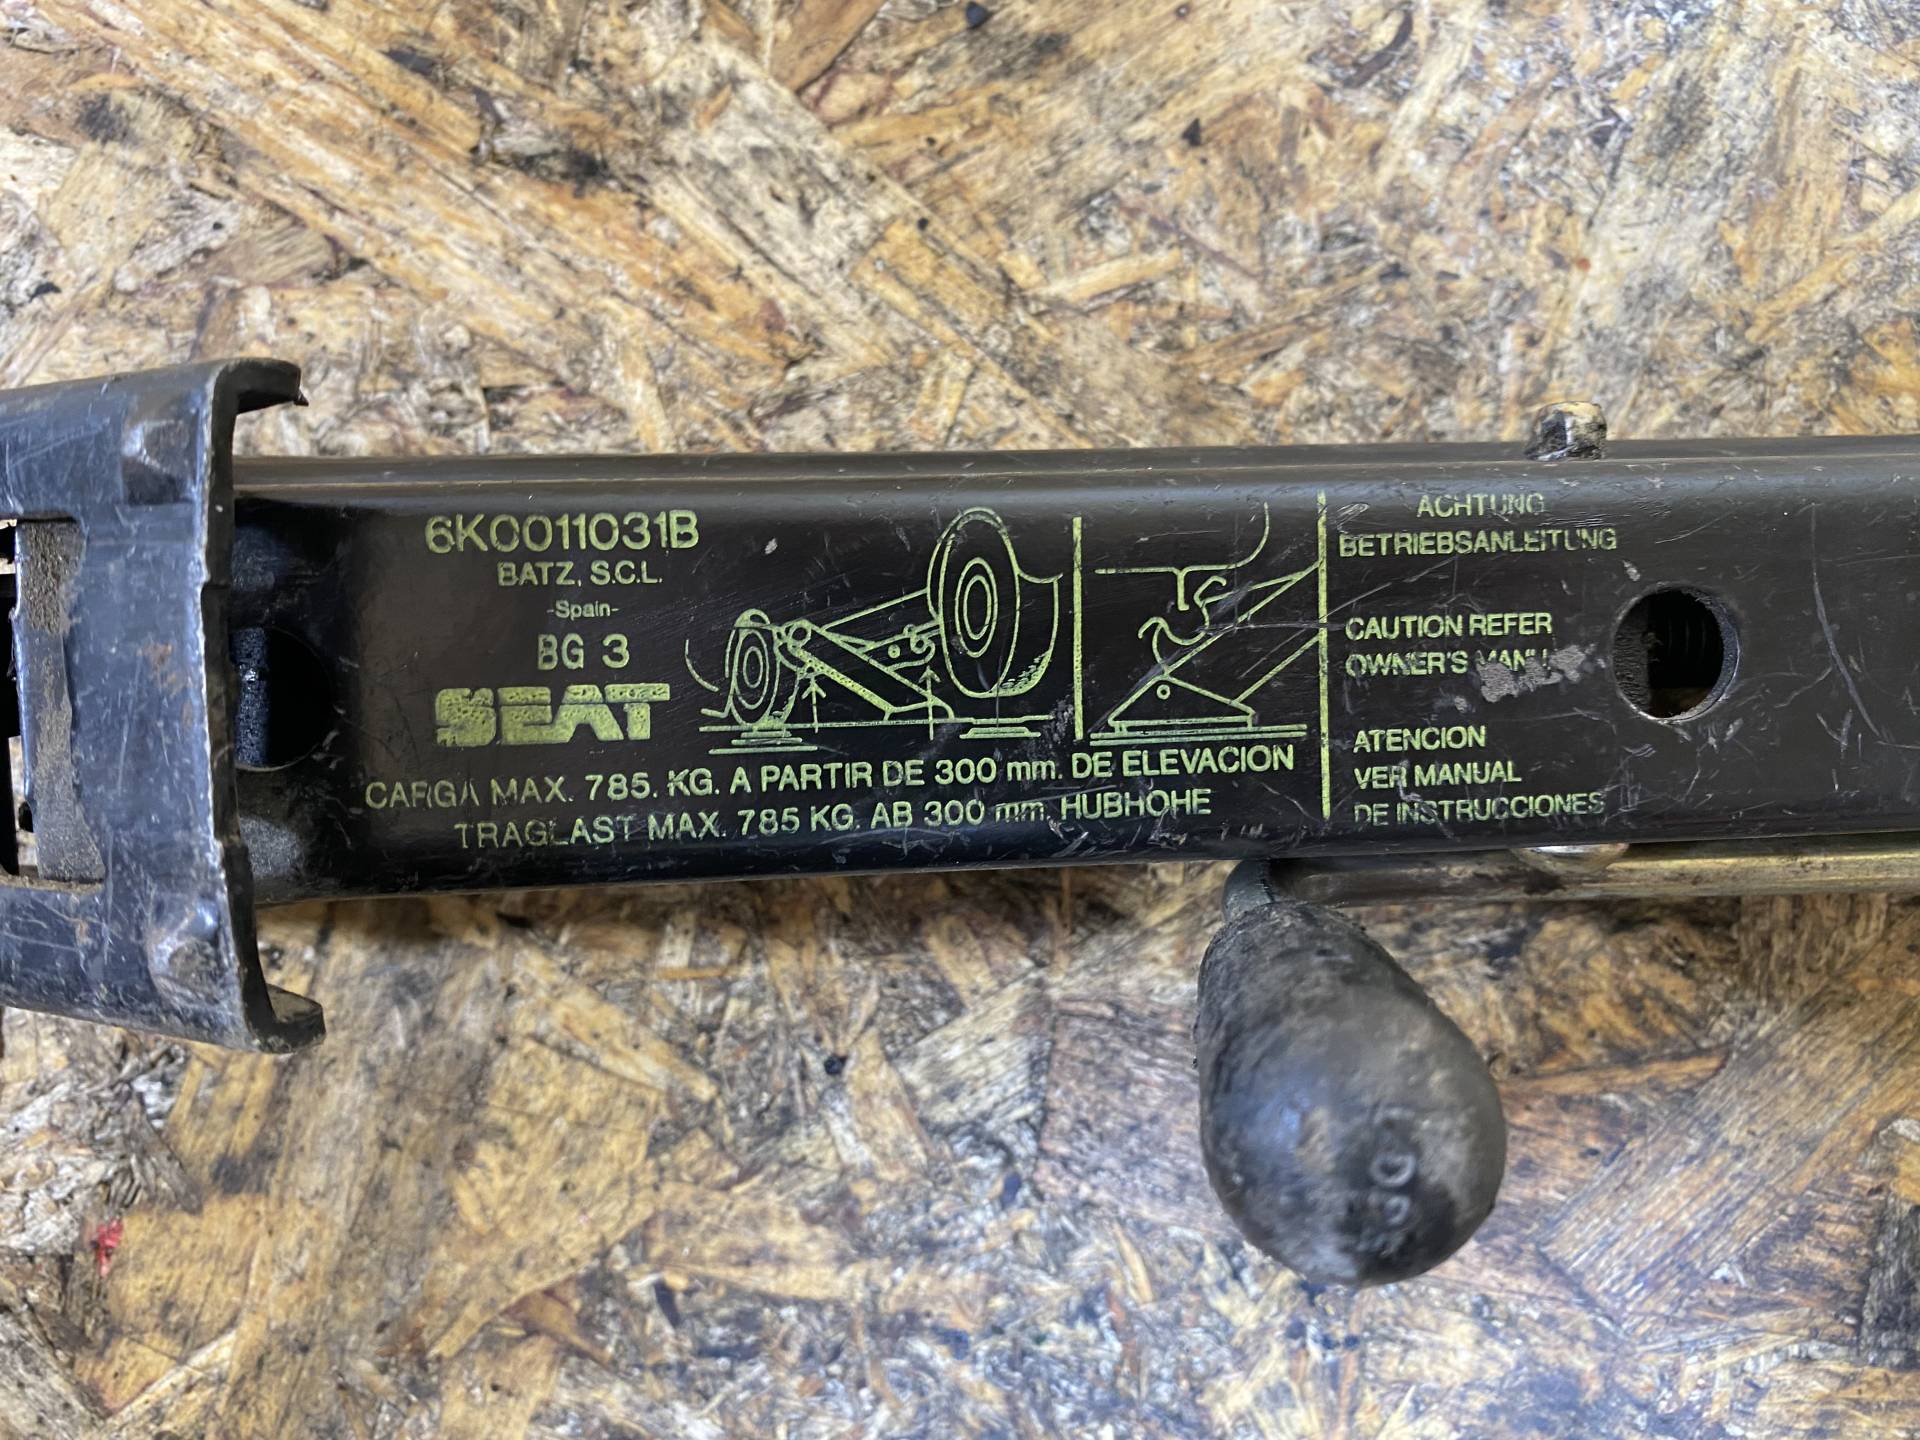 6K0011031B
BATZ, S.C.L.
-Spain-
BG 3
SEAT
CARGA MAX. 785. KG. A PARTIR DE 300 mm. DE ELEVACION
TRAGLAST MAX. 785 KG. AB 300 mm. HUBHOHE
ACHTUNG
BETRIEBSANLEITUNG
CAUTION REFER
OWNER'S
ATENCION
VER MANUAL
DE INSTRUCCIONES